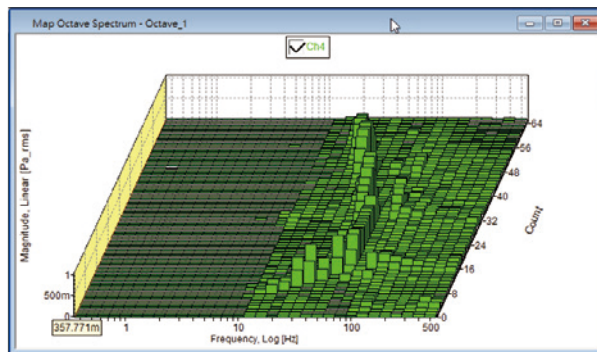 Map Octave Spectrum - Octave_1
Ch4
Magnitude, Linear [Pa_rms]
1
500m
0
357.771m
1
10
100
500
Frequency, Log [Hz]
0
8
16
24
32
40
48
56
64
Count